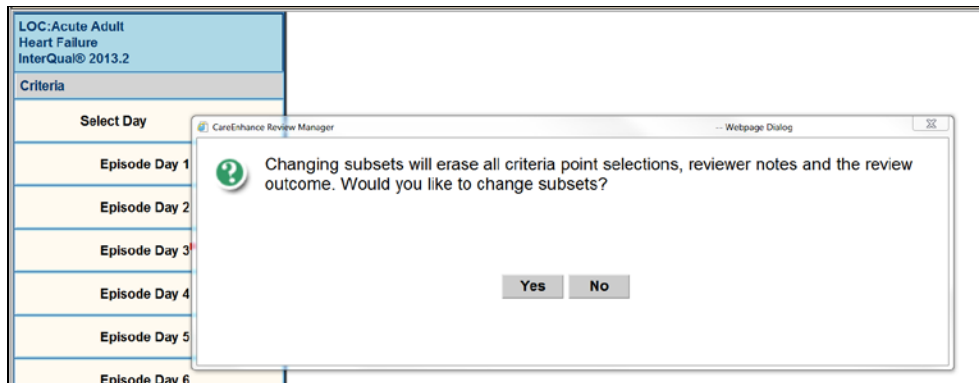 LOC:Acute Adult
Heart Failure
InterQual® 2013.2
Criteria
Select Day
Episode Day 1
Episode Day 2
Episode Day 3
Episode Day 4
Episode Day 5
Episode Day 6
CareEnhance Review Manager -- Webpage Dialog
Changing subsets will erase all criteria point selections, reviewer notes and the review
outcome. Would you like to change subsets?
Yes No